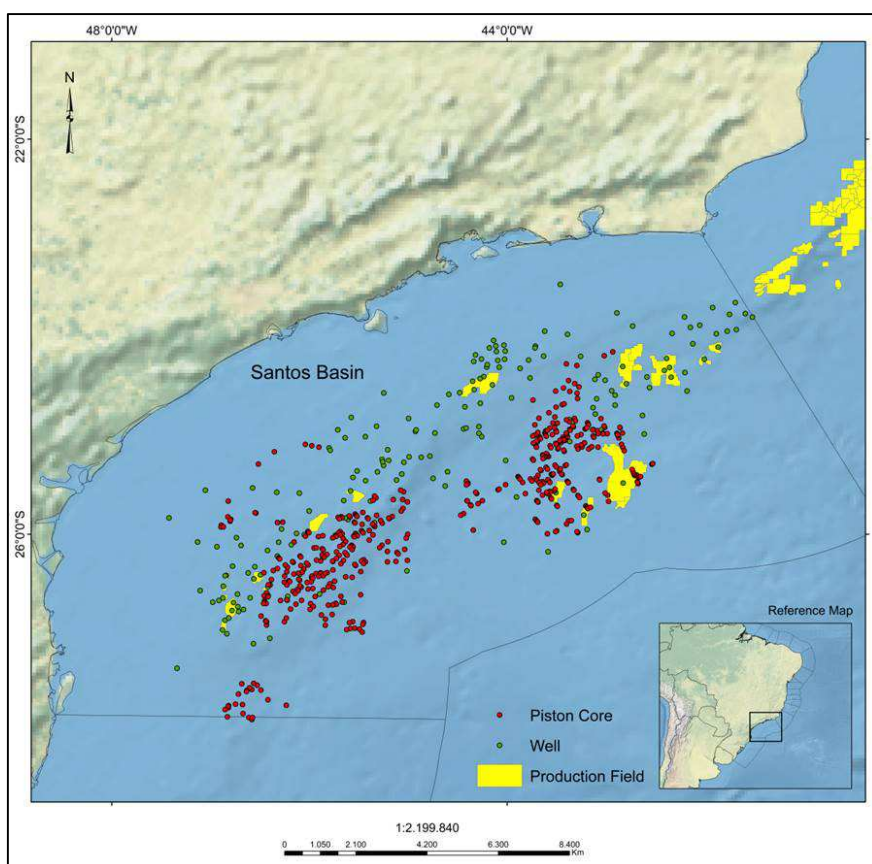 48°0'0"W 44°0'0"W
N
22°0'0"S
Santos Basin
26°0'0"S
Reference Map
Piston Core
Well
Production Field
1:2.199.840
0 1.050 2.100 4.200 6.300 8.400
Km